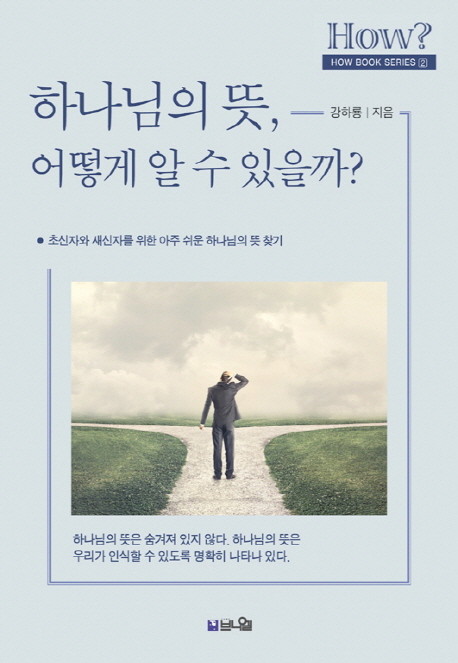 How?
HOW BOOK SERIES 2
하나님의 뜻,
강하룡 | 지음
어떻게 알 수 있을까?
● 초신자와 새신자를 위한 아주 쉬운 하나님의 뜻 찾기
하나님의 뜻은 숨겨져 있지 않다. 하나님의 뜻은
우리가 인식할 수 있도록 명확히 나타나 있다.
브니엘